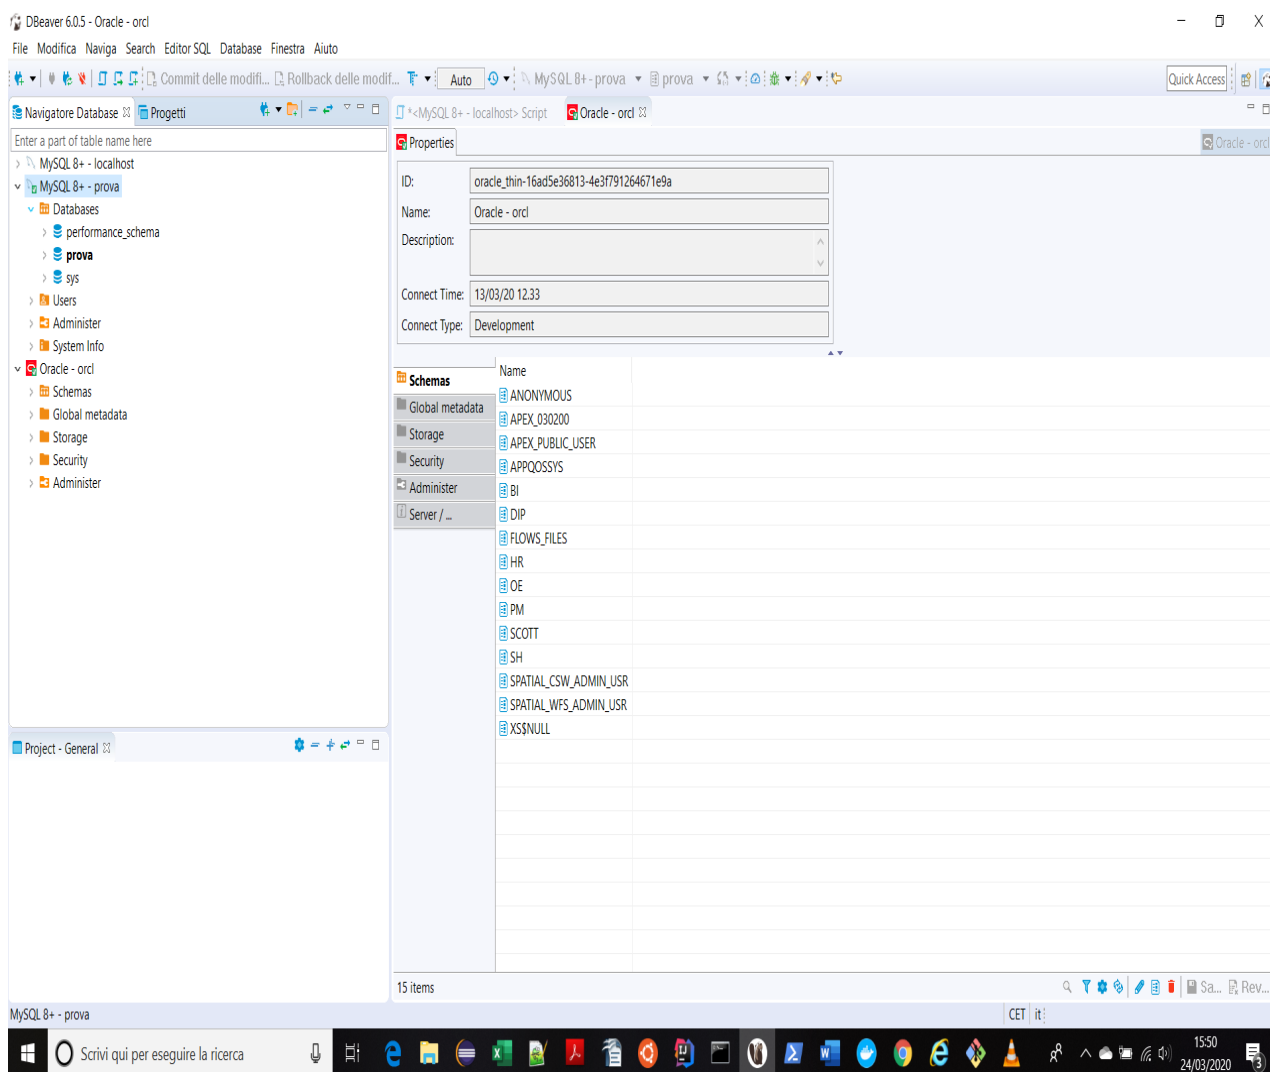 DBeaver 6.0.5 - Oracle - orcl
File Modifica Naviga Search Editor SQL Database Finestra Aiuto
Commit delle modifi... Rollback delle modif... Auto MySQL 8+ - prova prova Quick Access
Navigatore Database Progetti
*<MySQL 8+ - localhost> Script Oracle - orcl
Enter a part of table name here
MySQL 8+ - localhost
MySQL 8+ - prova
Databases
performance_schema
prova
sys
Users
Administer
System Info
Oracle - orcl
Schemas
Global metadata
Storage
Security
Administer
Project - General
Properties Oracle - orcl
ID: oracle_thin-16ad5e36813-4e3f791264671e9a
Name: Oracle - orcl
Description:
Connect Time: 13/03/20 12.33
Connect Type: Development
Schemas
Global metadata
Storage
Security
Administer
Server / ...
Name
ANONYMOUS
APEX_030200
APEX_PUBLIC_USER
APPQOSSYS
BI
DIP
FLOWS_FILES
HR
OE
PM
SCOTT
SH
SPATIAL_CSW_ADMIN_USR
SPATIAL_WFS_ADMIN_USR
XS$NULL
15 items Sa... Rev...
MySQL 8+ - prova CET it
Scrivi qui per eseguire la ricerca
15:50
24/03/2020
3